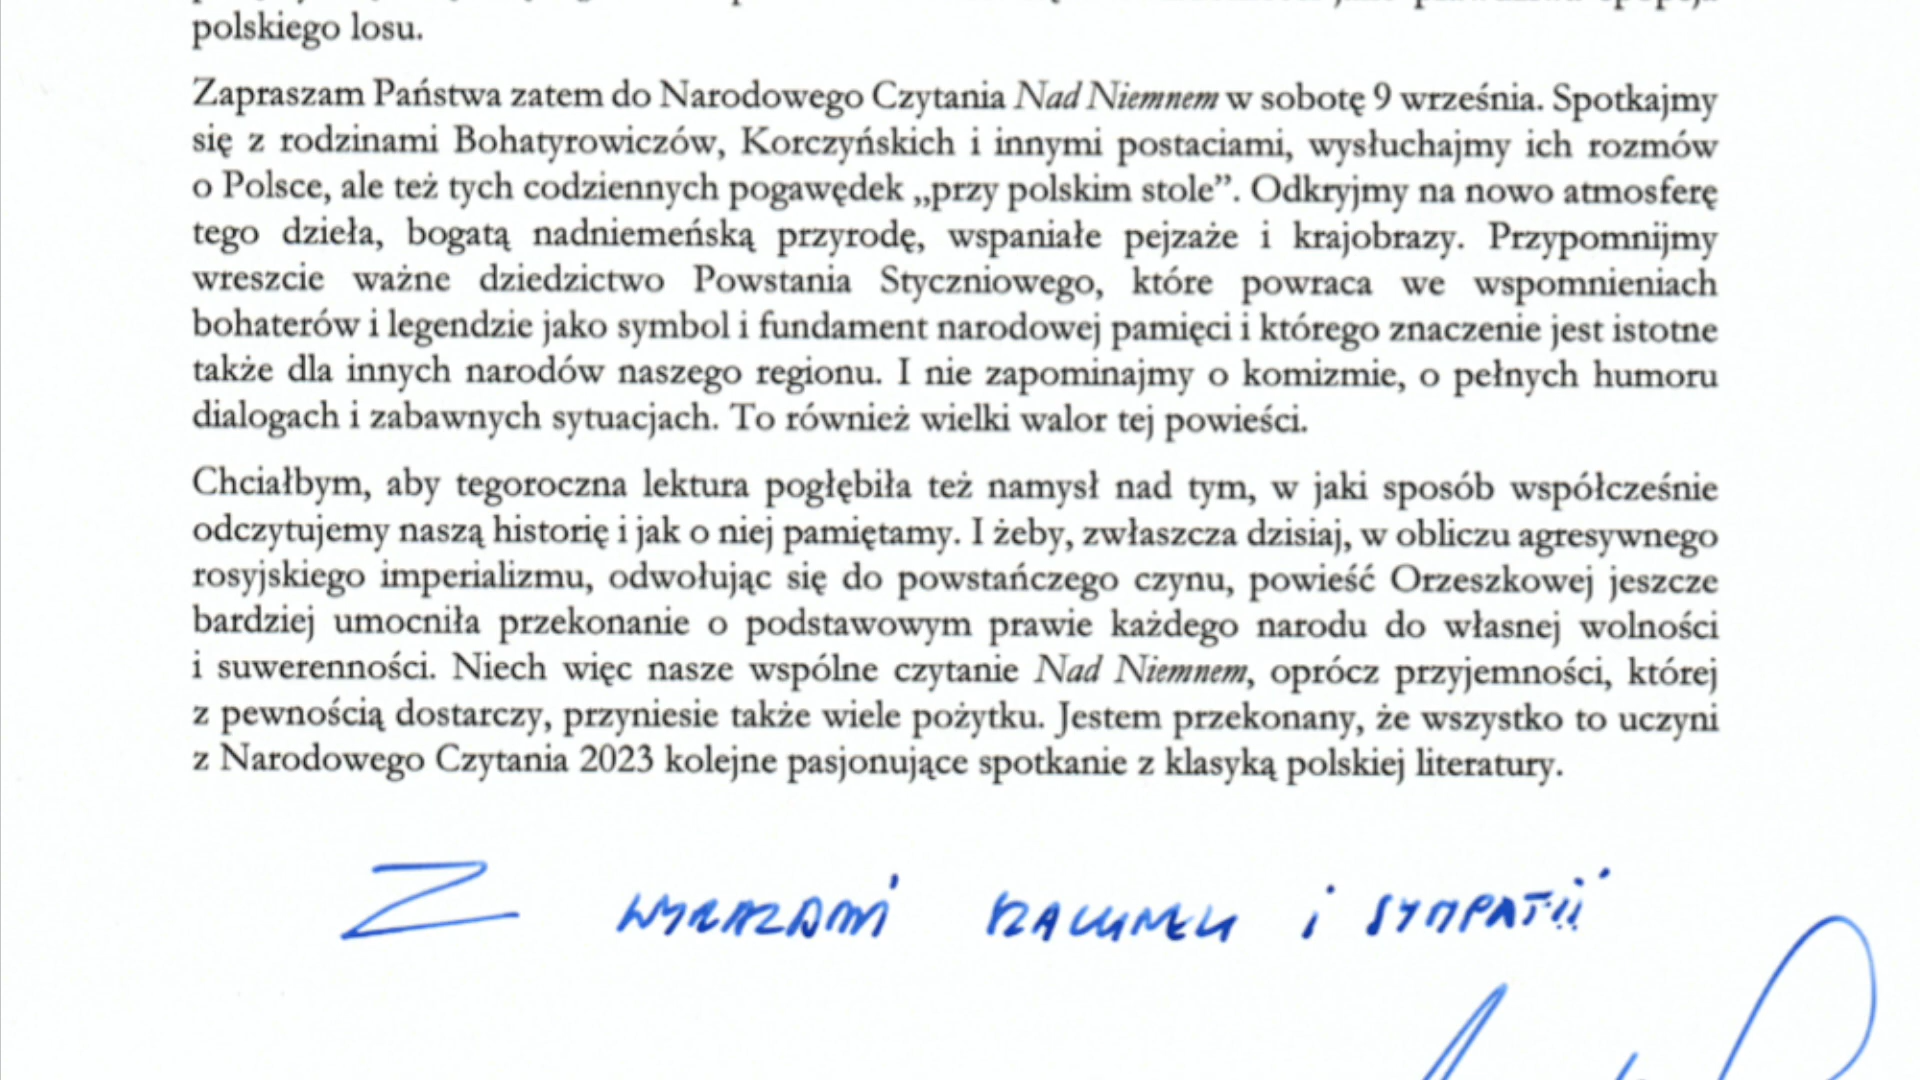 polskiego losu.
Zapraszam Państwa zatem do Narodowego Czytania Nad Niemnem w sobotę 9 września. Spotkajmy
się z rodzinami Bohatyrowiczów, Korczyńskich i innymi postaciami, wysłuchajmy ich rozmów
o Polsce, ale też tych codziennych pogawędek „przy polskim stole”. Odkryjmy na nowo atmosferę
tego dzieła, bogatą nadniemeńską przyrodę, wspaniałe pejzaże i krajobrazy. Przypomnijmy
wreszcie ważne dziedzictwo Powstania Styczniowego, które powraca we wspomnieniach
bohaterów i legendzie jako symbol i fundament narodowej pamięci i którego znaczenie jest istotne
także dla innych narodów naszego regionu. I nie zapominajmy o komizmie, o pełnych humoru
dialogach i zabawnych sytuacjach. To również wielki walor tej powieści.
Chciałbym, aby tegoroczna lektura pogłębiła też namysł nad tym, w jaki sposób współcześnie
odczytujemy naszą historię i jak o niej pamiętamy. I żeby, zwłaszcza dzisiaj, w obliczu agresywnego
rosyjskiego imperializmu, odwołując się do powstańczego czynu, powieść Orzeszkowej jeszcze
bardziej umocniła przekonanie o podstawowym prawie każdego narodu do własnej wolności
i suwerenności. Niech więc nasze wspólne czytanie Nad Niemnem, oprócz przyjemności, której
z pewnością dostarczy, przyniesie także wiele pożytku. Jestem przekonany, że wszystko to uczyni
z Narodowego Czytania 2023 kolejne pasjonujące spotkanie z klasyką polskiej literatury.
Z WYRAZAMI SZACUNKU i SYMPATii